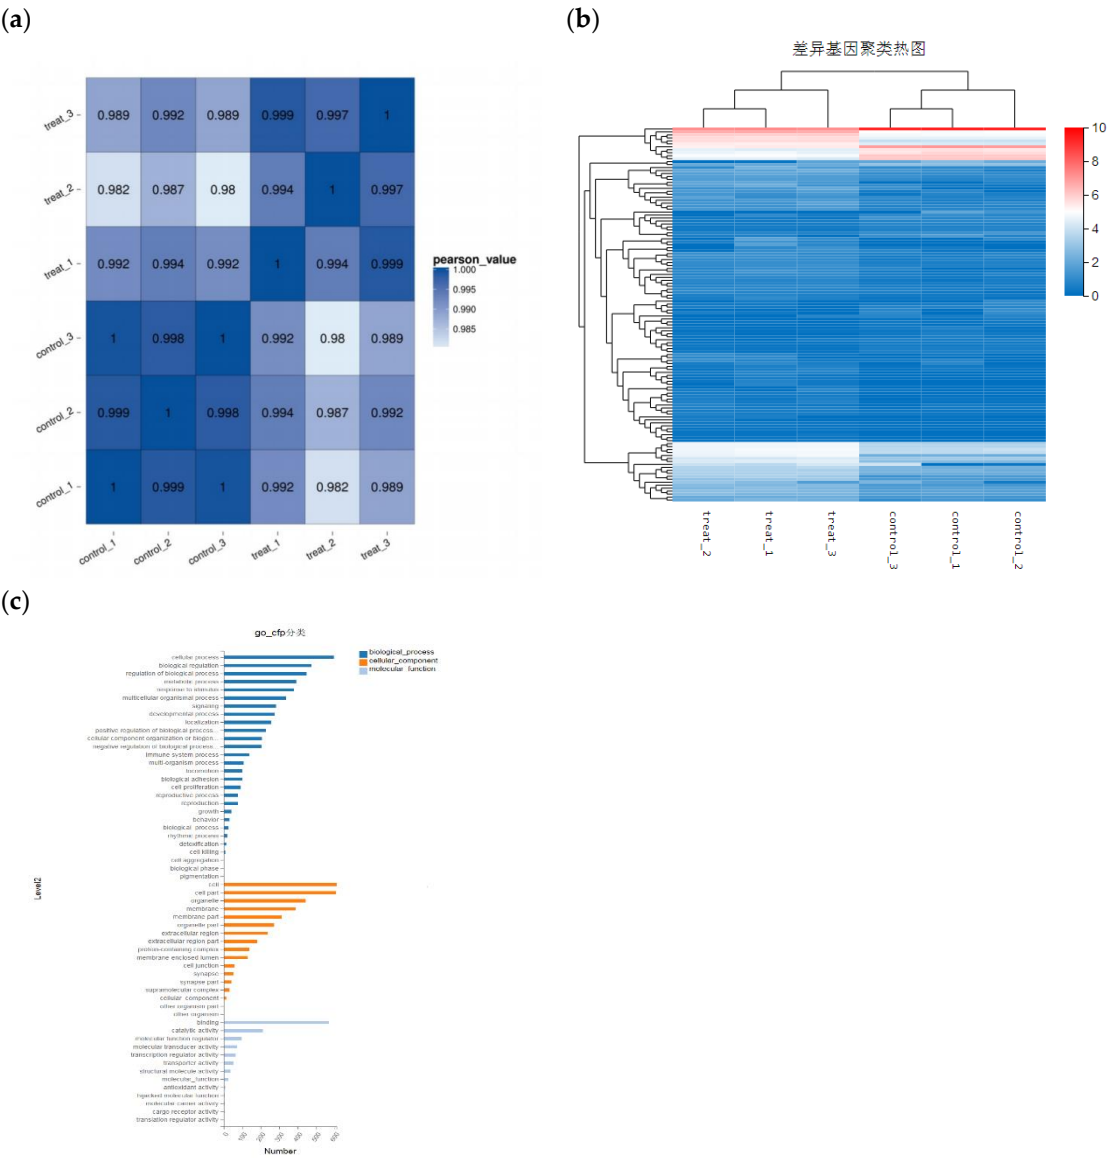 (a)
treat_3
0.989 0.992 0.989 0.999 0.997 1
treat_2
0.982 0.987 0.98 0.994 1 0.997
treat_1
0.992 0.994 0.992 1 0.994 0.999
control_3
1 0.998 1 0.992 0.98 0.989
control_2
0.999 1 0.998 0.994 0.987 0.992
control_1
1 0.999 1 0.992 0.982 0.989
control_1 control_2 control_3 treat_1 treat_2 treat_3
pearson_value
1.000
0.995
0.990
0.985
(b)
差异基因聚类热图
10
8
6
4
2
0
treat_2 treat_1 treat_3 control_3 control_1 control_2
(c)
go_cfp分类
biological_process
cellular_component
molecular_function
Level2
cellular process
biological regulation
regulation of biological process
metabolic process
response to stimulus
multicellular organismal process
signaling
developmental process
localization
positive regulation of biological process...
cellular component organization or biogen...
negative regulation of biological process...
immune system process
multi-organism process
locomotion
biological adhesion
cell proliferation
reproductive process
reproduction
growth
behavior
biological_process
rhythmic process
detoxification
cell killing
cell aggregation
biological phase
pigmentation
cell
cell part
organelle
membrane
membrane part
organelle part
extracellular region
extracellular region part
protein-containing complex
membrane-enclosed lumen
cell junction
synapse
synapse part
supramolecular complex
cellular_component
other organism part
other organism
binding
catalytic activity
molecular function regulator
molecular transducer activity
transcription regulator activity
transporter activity
structural molecule activity
molecular_function
antioxidant activity
hijacked molecular function
molecular carrier activity
cargo receptor activity
translation regulator activity
0 100 200 300 400 500 600
Number